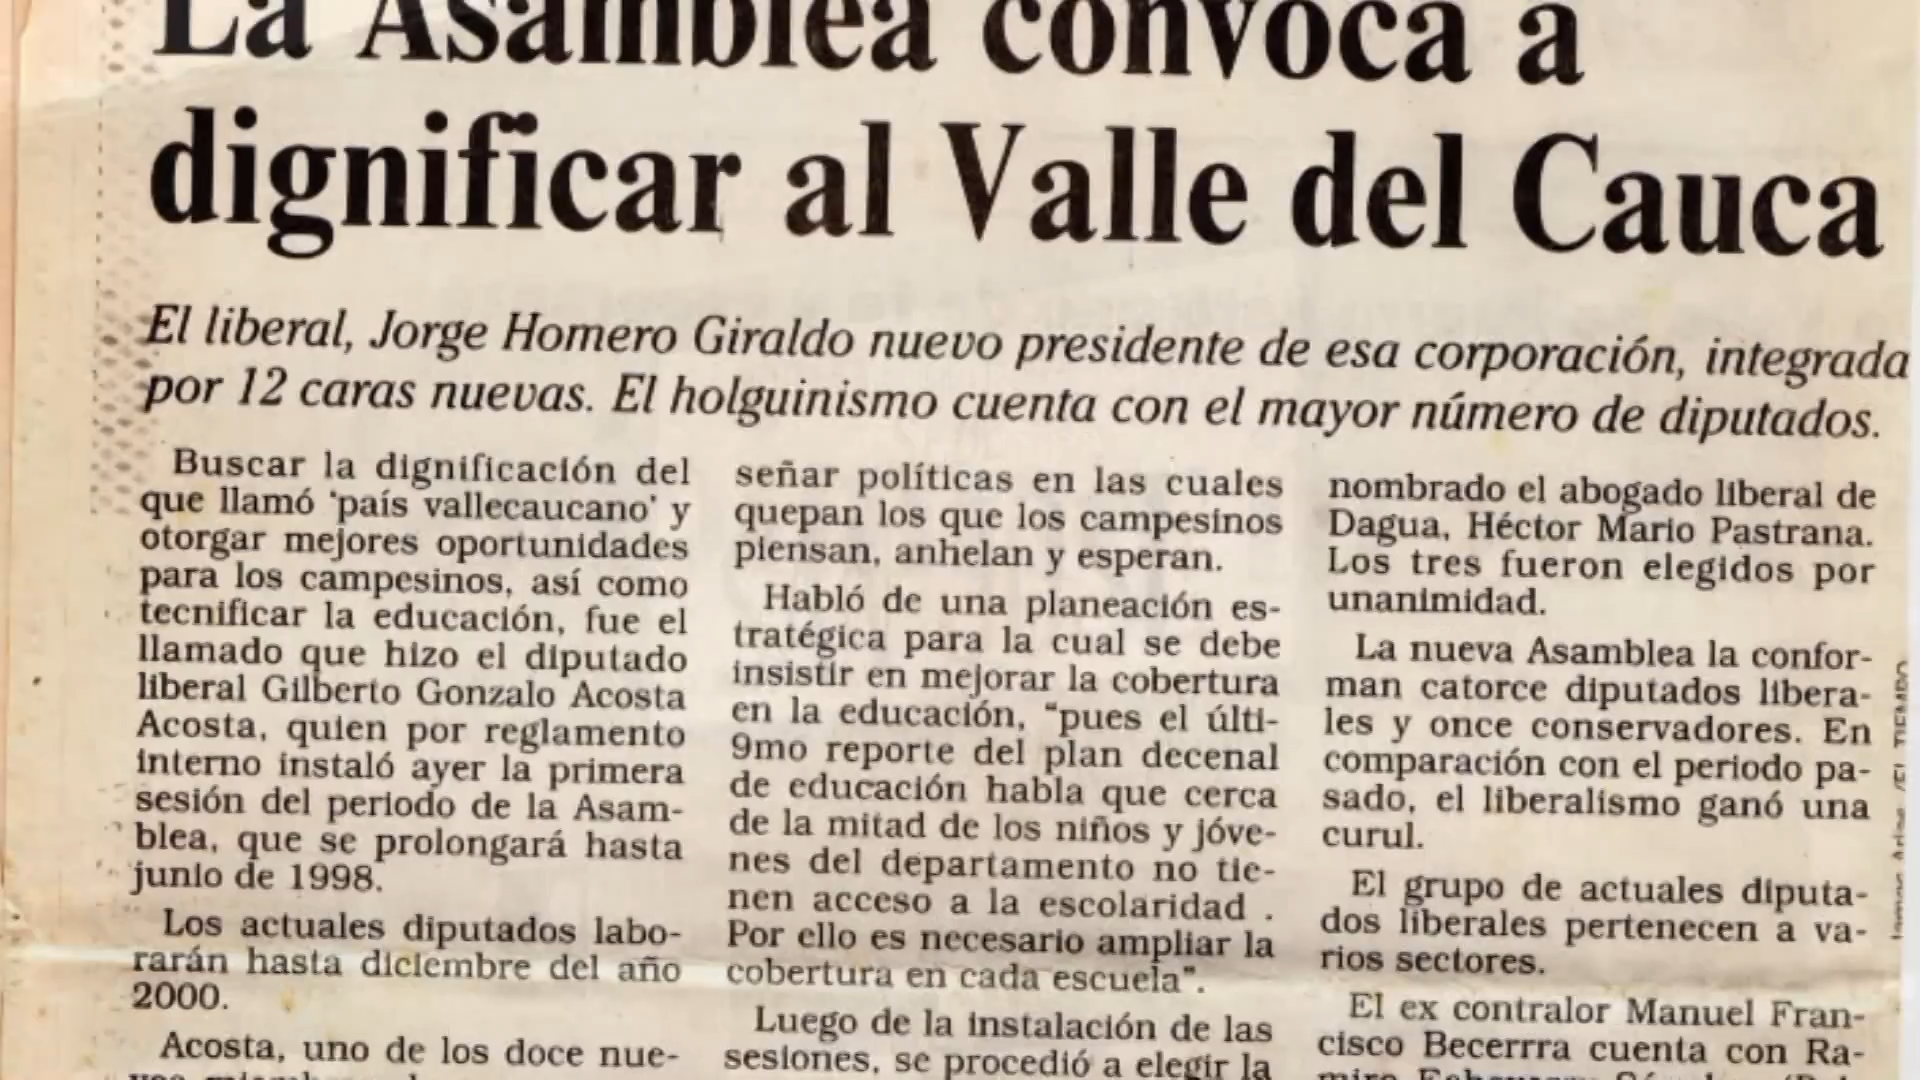 La Asamblea convoca a
dignificar al Valle del Cauca
El liberal, Jorge Homero Giraldo nuevo presidente de esa corporación, integrada
por 12 caras nuevas. El holguinismo cuenta con el mayor número de diputados.
Buscar la dignificación del
que llamó 'país vallecaucano' y
otorgar mejores oportunidades
para los campesinos, así como
tecnificar la educación, fue el
llamado que hizo el diputado
liberal Gilberto Gonzalo Acosta
Acosta, quien por reglamento
interno instaló ayer la primera
sesión del periodo de la Asam-
blea, que se prolongará hasta
junio de 1998.
Los actuales diputados labo-
rarán hasta diciembre del año
2000.
Acosta, uno de los doce nue-
señar políticas en las cuales
quepan los que los campesinos
piensan, anhelan y esperan.
Habló de una planeación es-
tratégica para la cual se debe
insistir en mejorar la cobertura
en la educación, "pues el últi-
9mo reporte del plan decenal
de educación habla que cerca
de la mitad de los niños y jóve-
nes del departamento no tie-
nen acceso a la escolaridad .
Por ello es necesario ampliar la
cobertura en cada escuela".
Luego de la instalación de las
sesiones, se procedió a elegir la
nombrado el abogado liberal de
Dagua, Héctor Mario Pastrana.
Los tres fueron elegidos por
unanimidad.
La nueva Asamblea la confor-
man catorce diputados libera-
les y once conservadores. En
comparación con el periodo pa-
sado, el liberalismo ganó una
curul.
El grupo de actuales diputa-
dos liberales pertenecen a va-
rios sectores.
El ex contralor Manuel Fran-
cisco Becerrra cuenta con Ra-
/EL TIEMPO